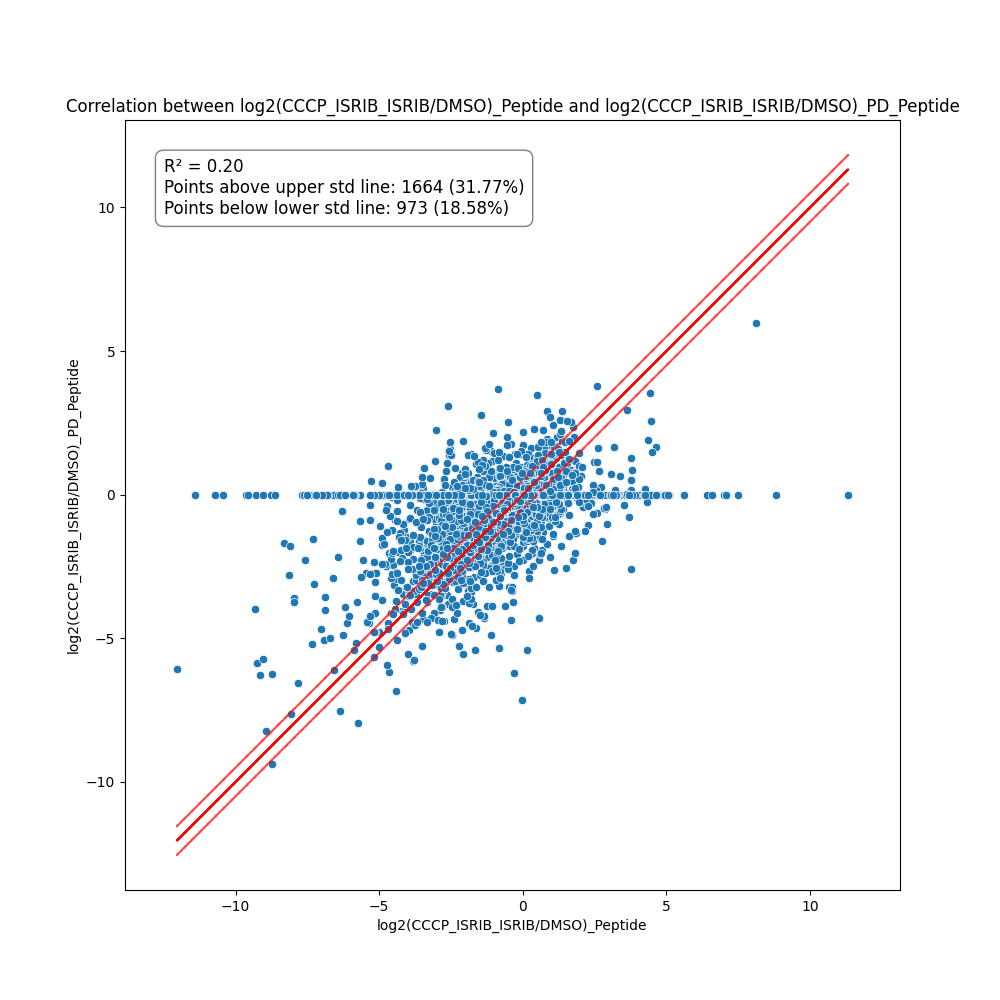 Correlation between log2(CCCP_ISRIB_ISRIB/DMSO)_Peptide and log2(CCCP_ISRIB_ISRIB/DMSO)_PD_Peptide
R² = 0.20
Points above upper std line: 1664 (31.77%)
Points below lower std line: 973 (18.58%)
10
5
0
−5
−10
log2(CCCP_ISRIB_ISRIB/DMSO)_PD_Peptide
−10
−5
0
5
10
log2(CCCP_ISRIB_ISRIB/DMSO)_Peptide